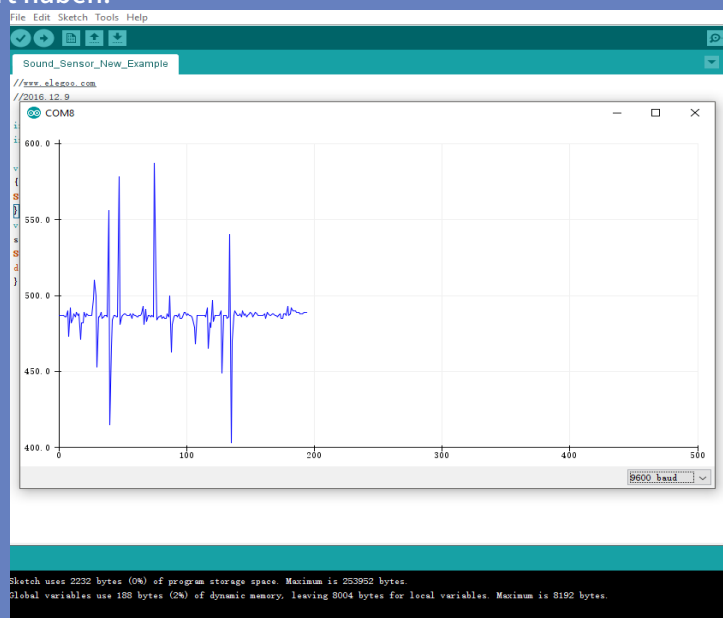 File Edit Sketch Tools Help
Sound_Sensor_New_Example
//www.elegoo.com
//2016.12.9
COM8
600.0
550.0
500.0
450.0
400.0
0 100 200 300 400 500
9600 baud
Sketch uses 2232 bytes (0%) of program storage space. Maximum is 253952 bytes.
Global variables use 188 bytes (2%) of dynamic memory, leaving 8004 bytes for local variables. Maximum is 8192 bytes.